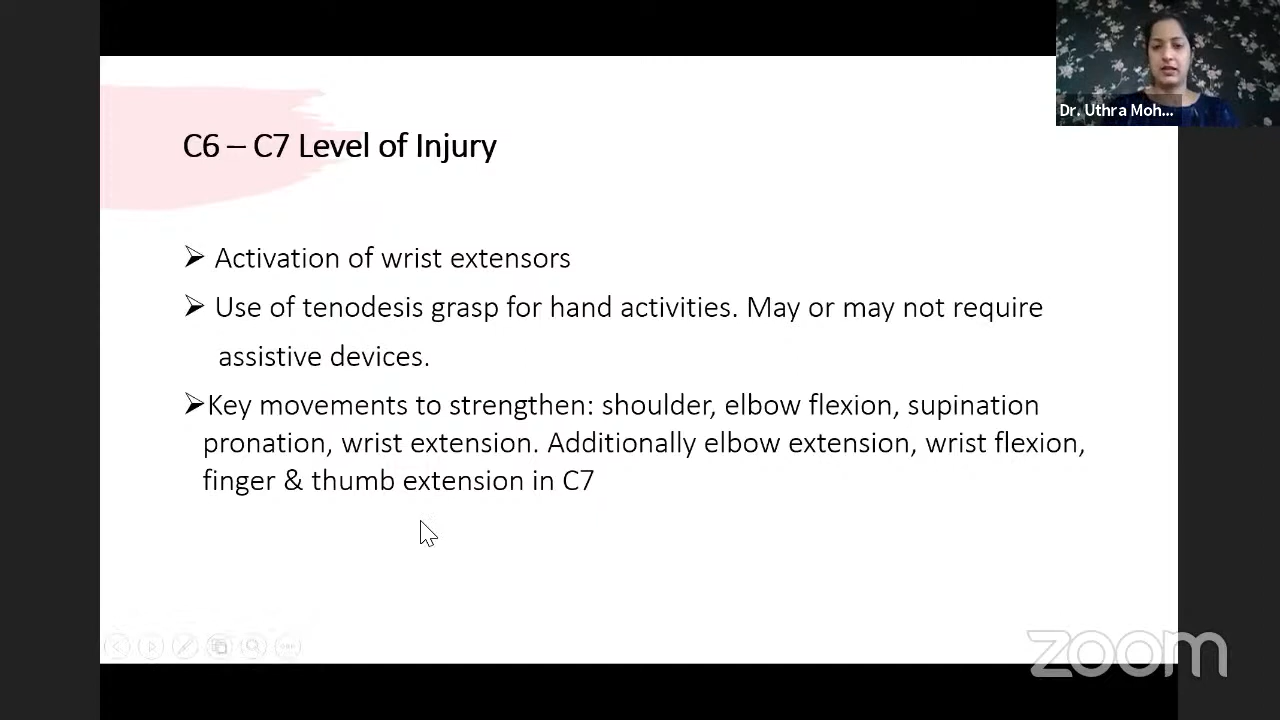 Dr. Uthra Moh...
C6 – C7 Level of Injury
➢ Activation of wrist extensors
➢ Use of tenodesis grasp for hand activities. May or may not require
assistive devices.
➢Key movements to strengthen: shoulder, elbow flexion, supination
pronation, wrist extension. Additionally elbow extension, wrist flexion,
finger & thumb extension in C7
zoom